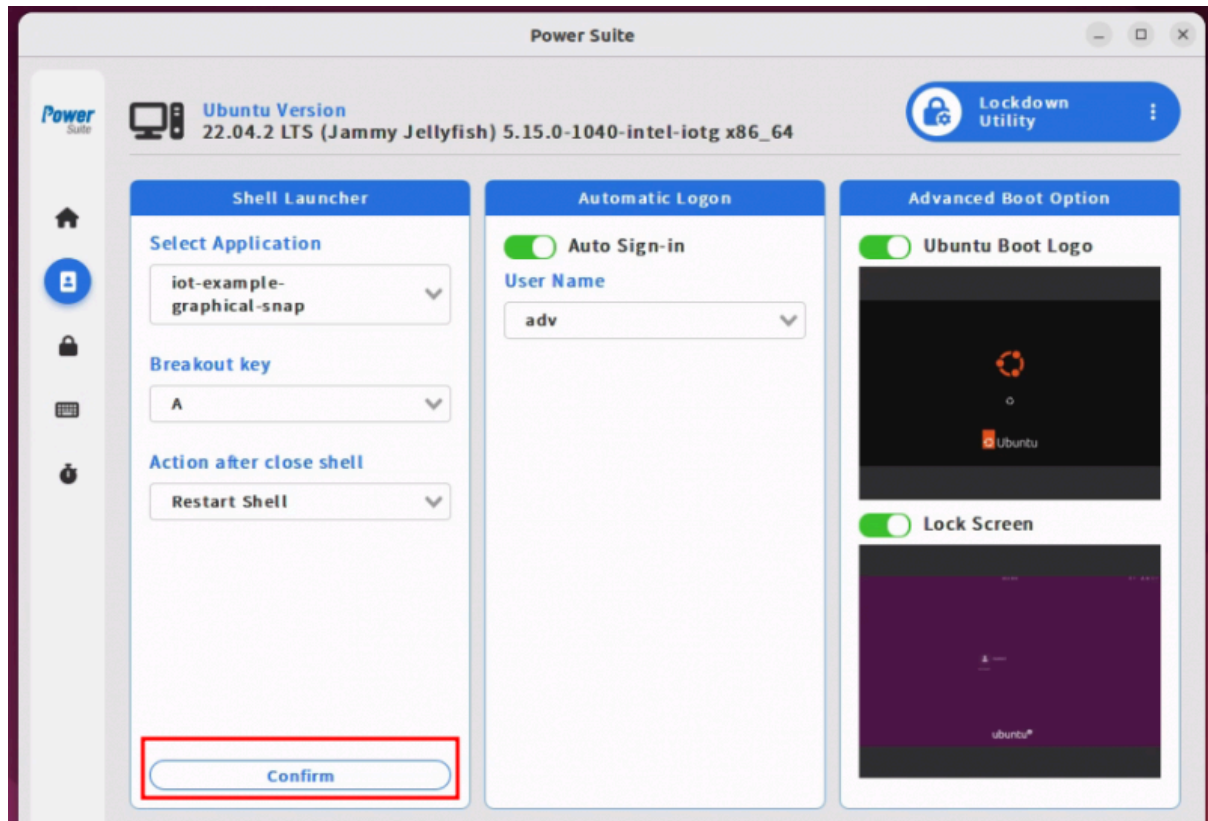 Power Suite
Power
Suite
Ubuntu Version
22.04.2 LTS (Jammy Jellyfish) 5.15.0-1040-intel-iotg x86_64
Lockdown
Utility
Shell Launcher
Select Application
iot-example-
graphical-snap
Breakout key
A
Action after close shell
Restart Shell
Confirm
Automatic Logon
Auto Sign-in
User Name
adv
Advanced Boot Option
Ubuntu Boot Logo
Ubuntu
Lock Screen
ubuntu®